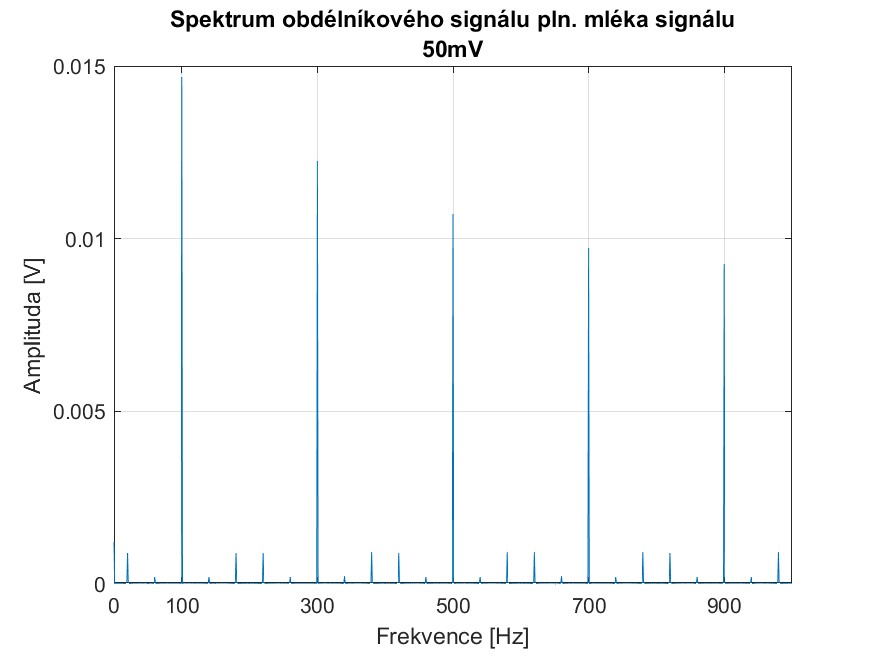 Spektrum obdélníkového signálu pln. mléka signálu
50mV
0.015
0.01
0.005
0
Amplituda [V]
0 100 300 500 700 900
Frekvence [Hz]